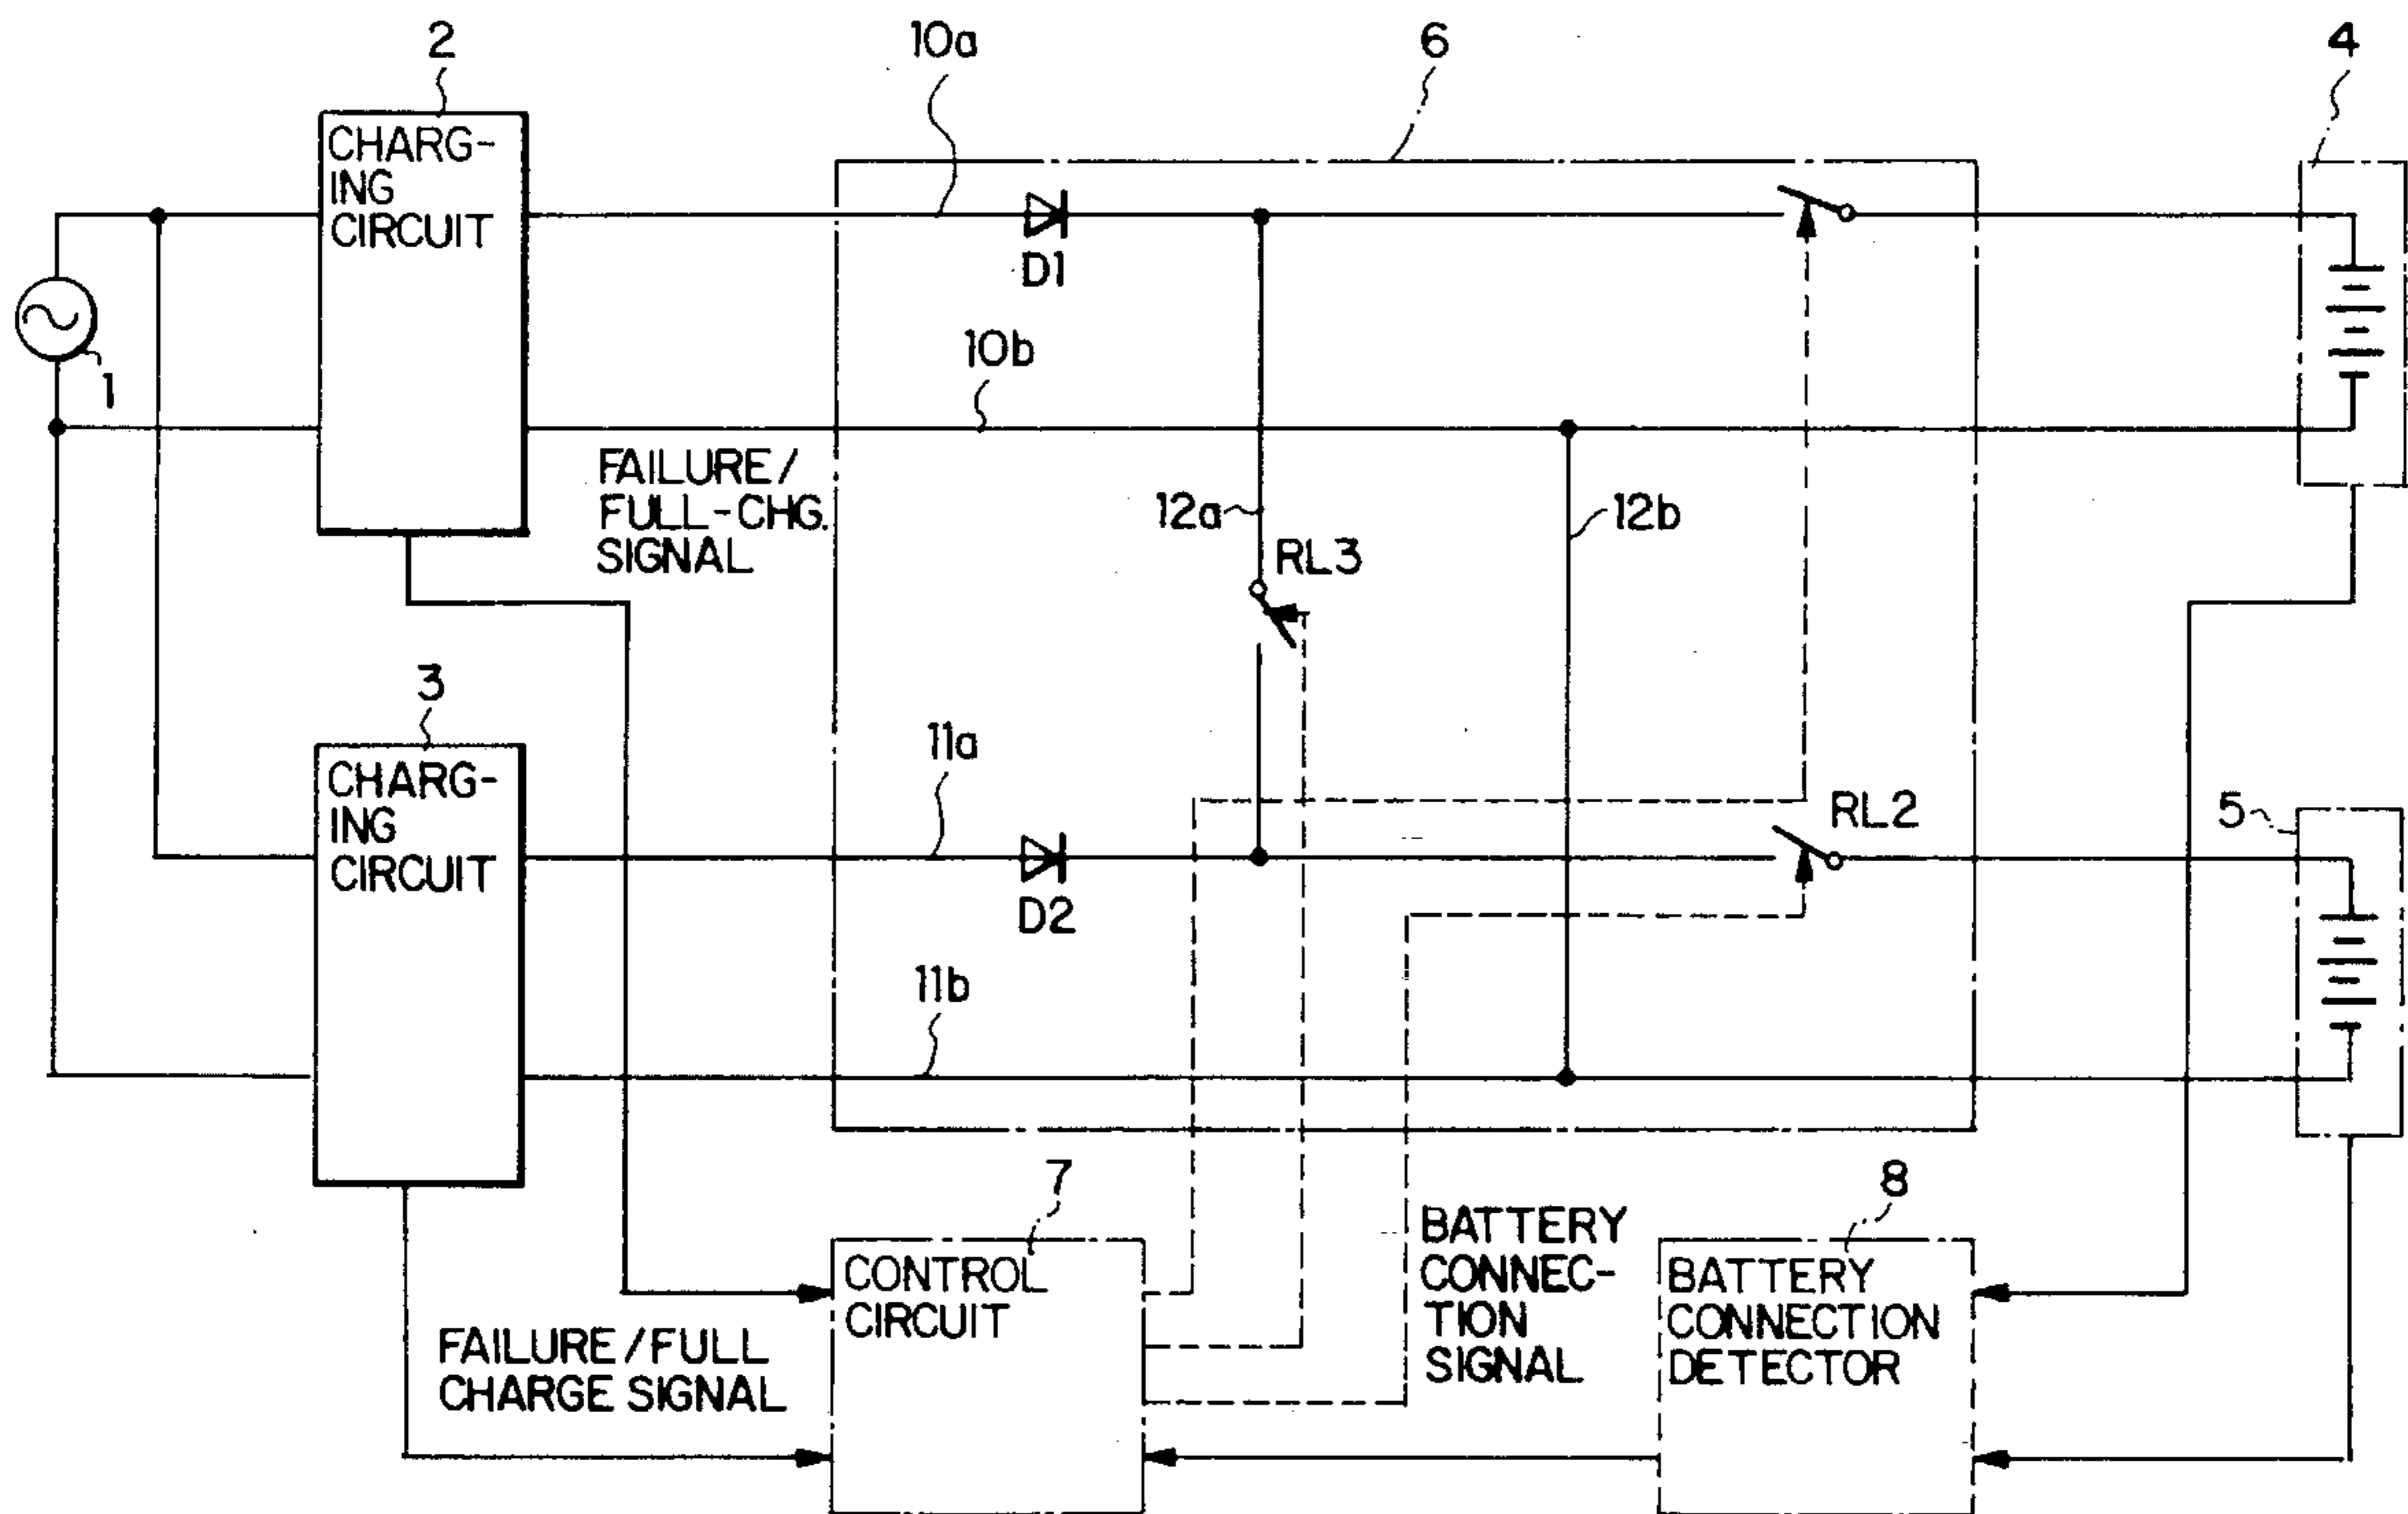 2
10a
6
4
CHARG-
ING
CIRCUIT
D1
1
10b
FAILURE/
FULL-CHG.
SIGNAL
12a
12b
RL3
3
CHARG-
ING
CIRCUIT
11a
RL2
5
D2
11b
7
8
CONTROL
CIRCUIT
BATTERY
CONNEC-
TION
SIGNAL
BATTERY
CONNECTION
DETECTOR
FAILURE/FULL
CHARGE SIGNAL